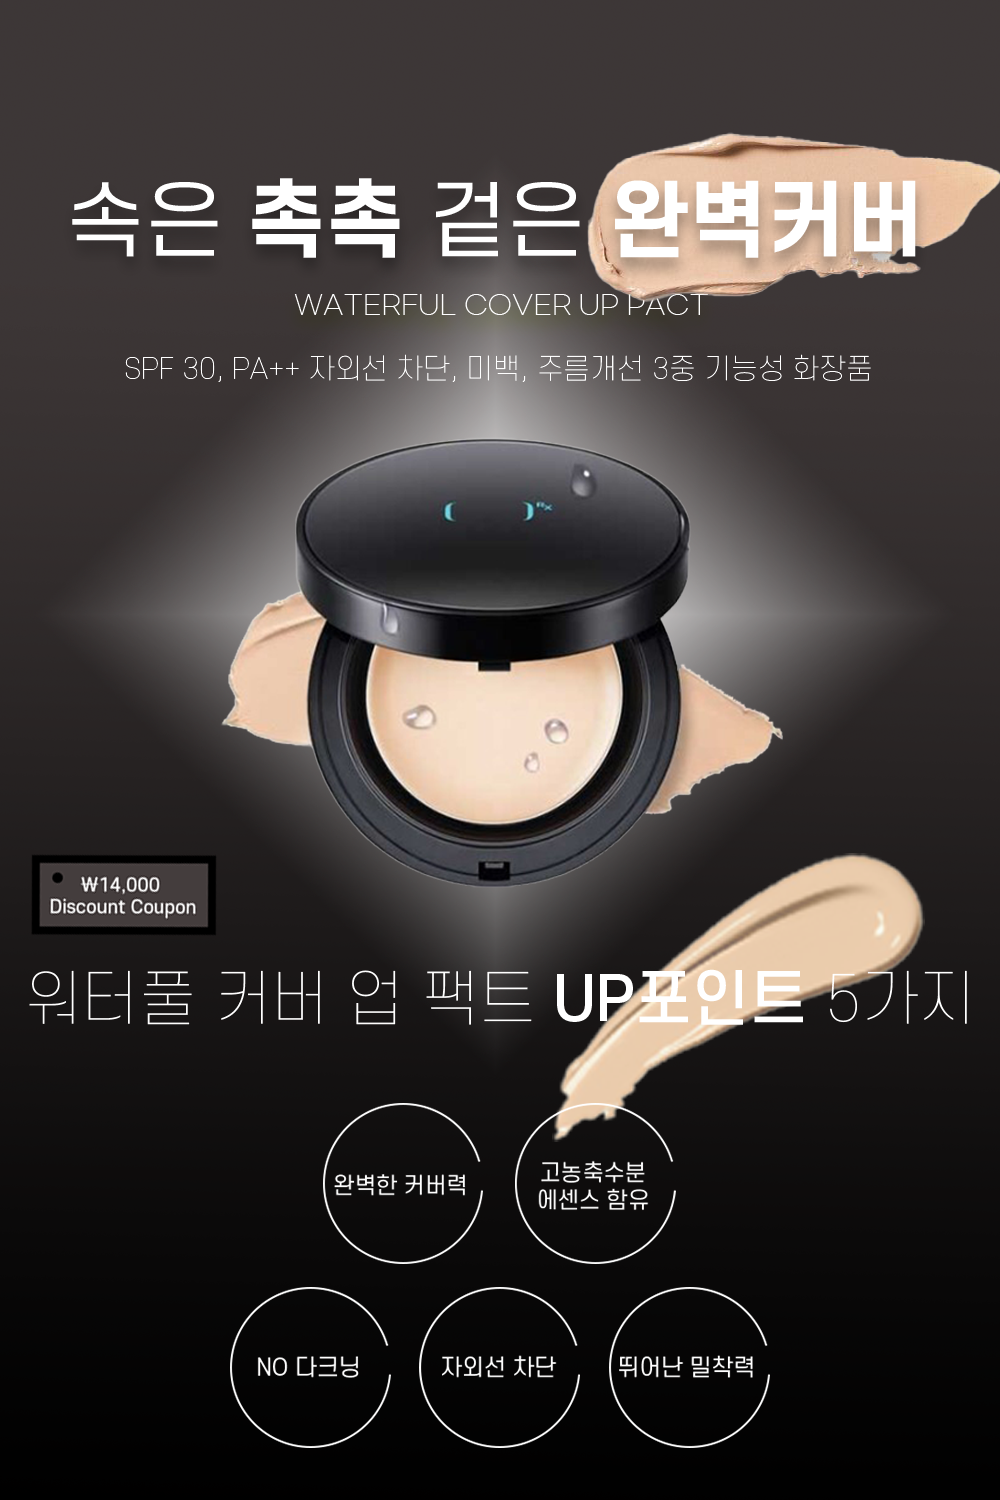 속은 촉촉 겉은 완벽커버
WATERFUL COVER UP PACT
SPF 30, PA++ 자외선 차단, 미백, 주름개선 3중 기능성 화장품
( )Rx
₩14,000
Discount Coupon
워터풀 커버 업 팩트 UP포인트 5가지
완벽한 커버력
고농축수분
에센스 함유
NO 다크닝
자외선 차단
뛰어난 밀착력